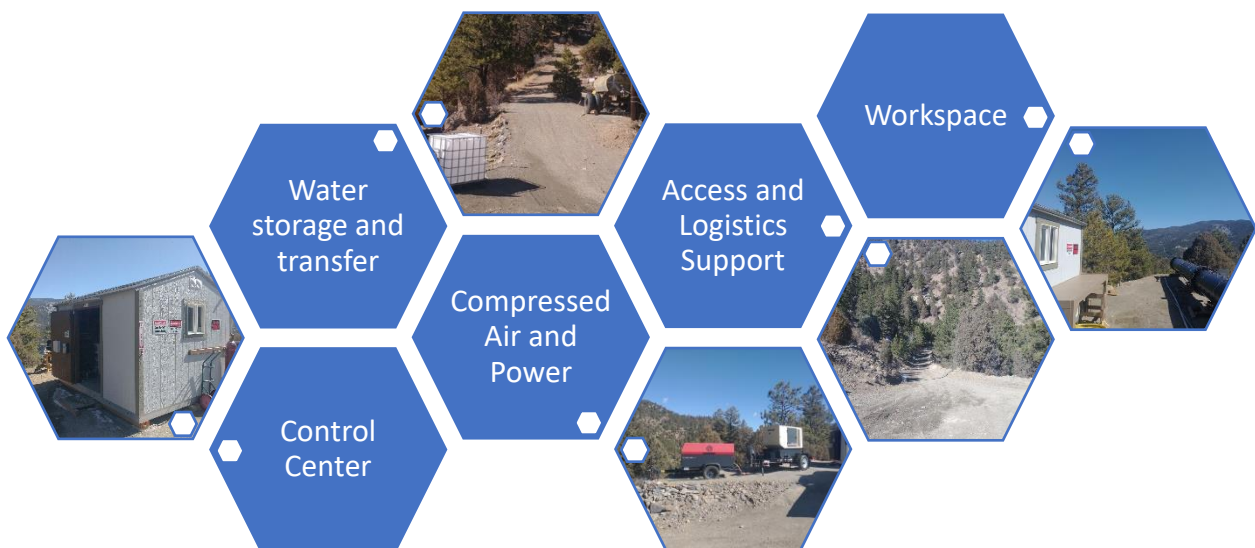 Workspace
Water
storage and
transfer
Access and
Logistics
Support
Compressed
Air and
Power
Control
Center